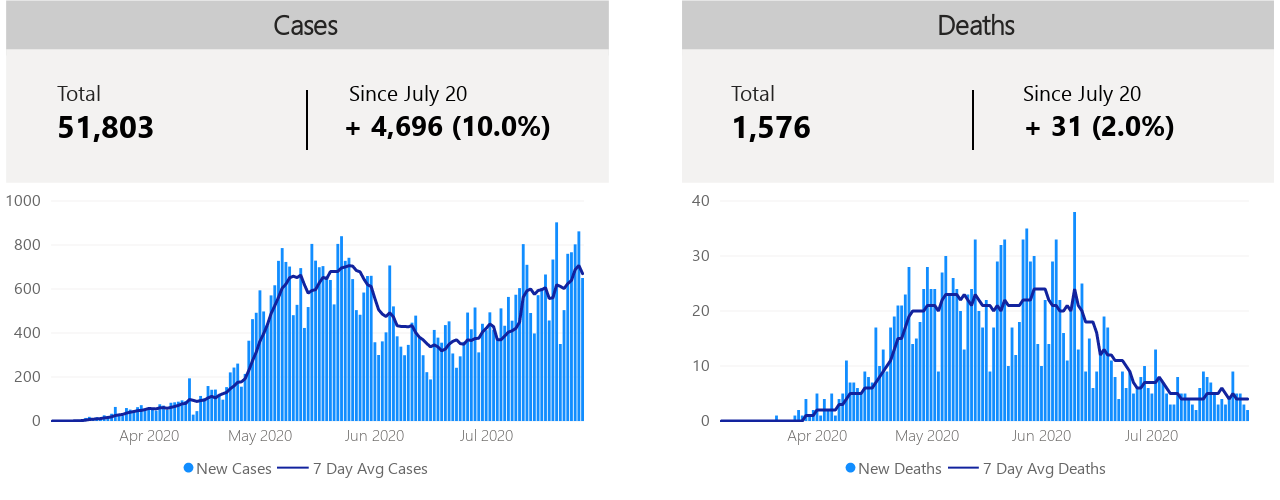 Cases
Total
Since July 20
51,803
+ 4,696 (10.0%)
1000
800
600
400
200
0
Apr 2020
May 2020
Jun 2020
Jul 2020
New Cases
7 Day Avg Cases
Deaths
Total
Since July 20
1,576
+ 31 (2.0%)
40
30
20
10
0
Apr 2020
May 2020
Jun 2020
Jul 2020
New Deaths
7 Day Avg Deaths